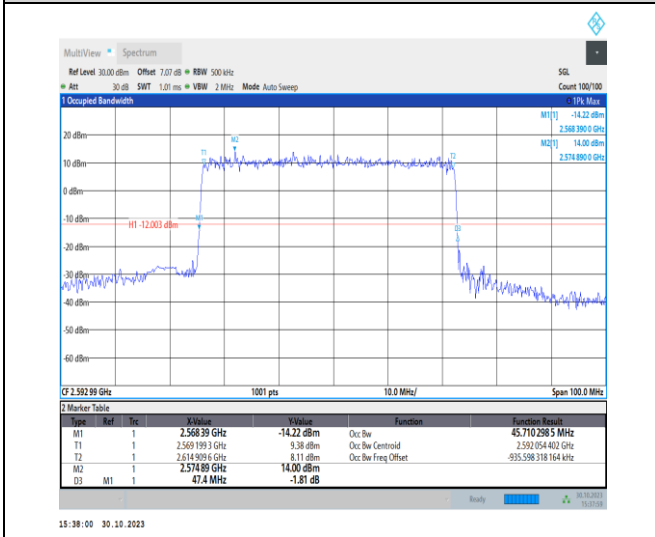 MultiView Spectrum
Ref Level 30.00 dBm Offset 7.07 dB RBW 500 kHz SGL
Att 30 dB SWT 1.01 ms VBW 2 MHz Mode Auto Sweep Count 100/100
1 Occupied Bandwidth 1Pk Max
M1[1] -14.22 dBm
2.568 390 0 GHz
M2[1] 14.00 dBm
2.574 890 0 GHz
20 dBm
M2
T1
T2
10 dBm
0 dBm
-10 dBm
M1
H1 -12.003 dBm
D3
-20 dBm
-30 dBm
-40 dBm
-50 dBm
-60 dBm
CF 2.592 99 GHz 1001 pts 10.0 MHz/ Span 100.0 MHz
2 Marker Table
Type Ref Trc X-Value Y-Value Function Function Result
M1 1 2.568 39 GHz -14.22 dBm Occ Bw 45.710 298 5 MHz
T1 1 2.569 199 3 GHz 9.38 dBm Occ Bw Centroid 2.592 054 402 GHz
T2 1 2.614 909 6 GHz 8.11 dBm Occ Bw Freq Offset -935.598 318 164 kHz
M2 1 2.574 89 GHz 14.00 dBm
D3 M1 1 47.4 MHz -1.81 dB
Ready 30.10.2023
15:37:59
15:38:00 30.10.2023